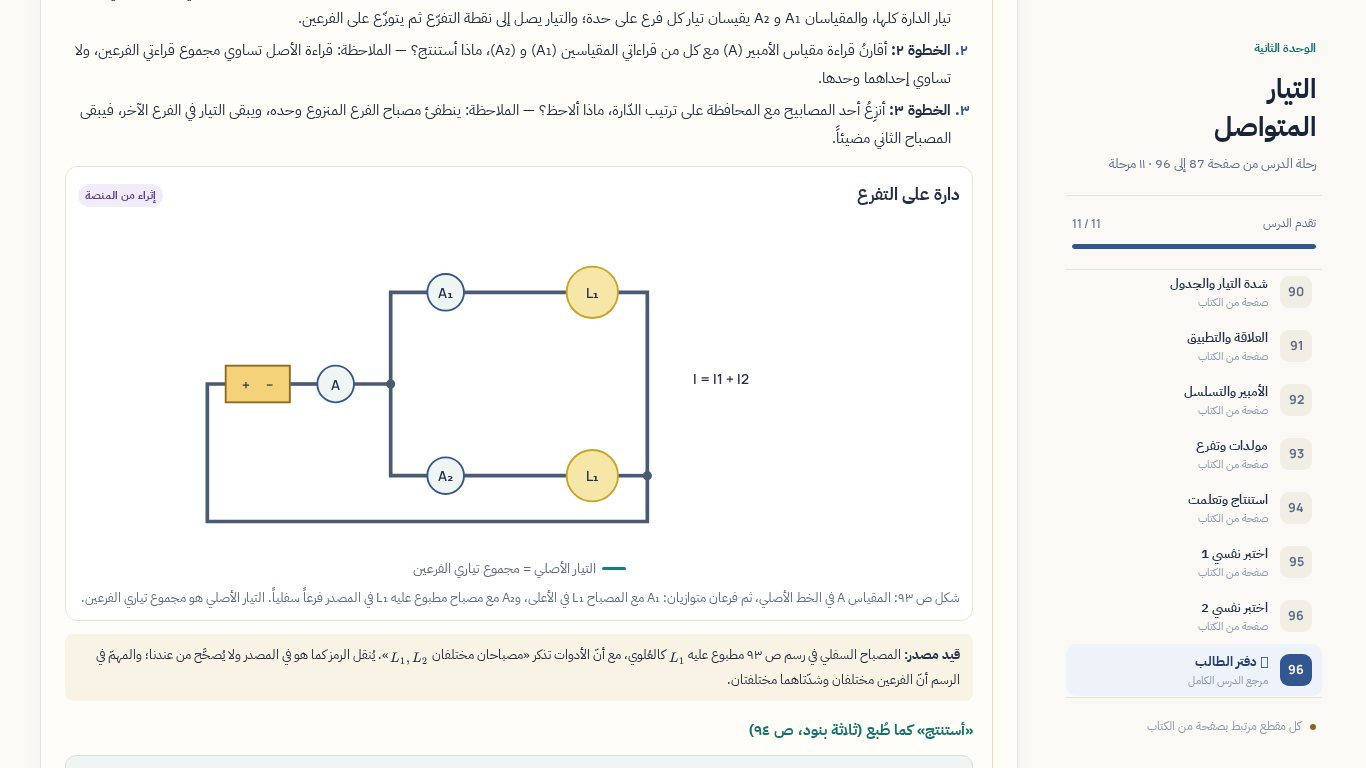 الوحدة الثانية
التيار
المتواصل
رحلة الدرس من صفحة 87 إلى 96 · ١١ مرحلة
تقدم الدرس
11 / 11
90
شدة التيار والجدول
صفحة من الكتاب
91
العلاقة والتطبيق
صفحة من الكتاب
92
الأمبير والتسلسل
صفحة من الكتاب
93
مولدات وتفرع
صفحة من الكتاب
94
استنتاج وتعلمت
صفحة من الكتاب
95
اختبر نفسي 1
صفحة من الكتاب
96
اختبر نفسي 2
صفحة من الكتاب
96
دفتر الطالب
مرجع الدرس الكامل
كل مقطع مرتبط بصفحة من الكتاب
تيار الدارة كلها، والمقياسان A₁ و A₂ يقيسان تيار كل فرع على حدة؛ والتيار يصل إلى نقطة التفرّع ثم يتوزّع على الفرعين.
٢. الخطوة ٢: أقارنُ قراءة مقياس الأمبير (A) مع كل من قراءاتي المقياسين (A₁) و (A₂)، ماذا أستنتج؟ — الملاحظة: قراءة الأصل تساوي مجموع قراءتي الفرعين، ولا
تساوي إحداهما وحدها.
٣. الخطوة ٣: أنزِعُ أحد المصابيح مع المحافظة على ترتيب الدّارة، ماذا ألاحظ؟ — الملاحظة: ينطفئ مصباح الفرع المنزوع وحده، ويبقى التيار في الفرع الآخر، فيبقى
المصباح الثاني مضيئاً.
دارة على التفرع
إثراء من المنصة
A₁
L₁
+ −
A
I = I1 + I2
A₂
L₁
التيار الأصلي = مجموع تياري الفرعين
شكل ص ٩٣: المقياس A في الخط الأصلي، ثم فرعان متوازيان: A₁ مع المصباح L₁ في الأعلى، وA₂ مع مصباح مطبوع عليه L₁ في المصدر فرعاً سفلياً. التيار الأصلي هو مجموع تياري الفرعين.
قيد مصدر: المصباح السفلي في رسم ص ٩٣ مطبوع عليه L₁ كالعُلوي، مع أنّ الأدوات تذكر «مصباحان مختلفان L₁, L₂». يُنقل الرمز كما هو في المصدر ولا يُصحَّح من عندنا؛ والمهمّ في
الرسم أنّ الفرعين مختلفان وشدّتاهما مختلفتان.
«أستنتج» كما طُبع (ثلاثة بنود، ص ٩٤)